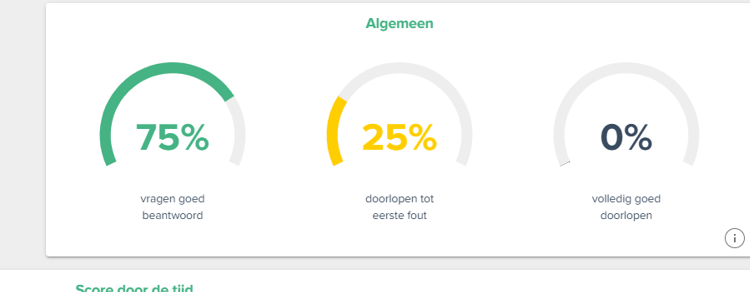 Algemeen
75%
25%
0%
vragen goed
beantwoord
doorlopen tot
eerste fout
volledig goed
doorlopen
i
Score door de tijd